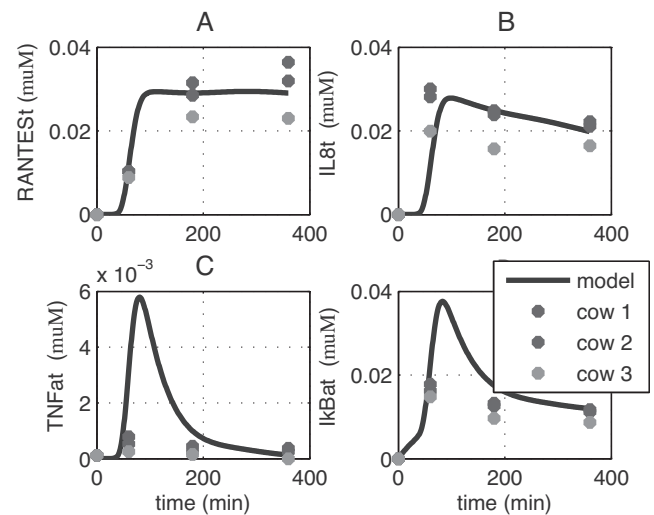 A
B
RANTESt (muM)
0.04
0.02
0
0
200
400
IL8t (muM)
0.04
0.02
0
0
200
400
C
x 10⁻³
TNFat (muM)
6
4
2
0
0
200
400
time (min)
IkBat (muM)
0.04
0.02
0
0
200
400
time (min)
model
cow 1
cow 2
cow 3